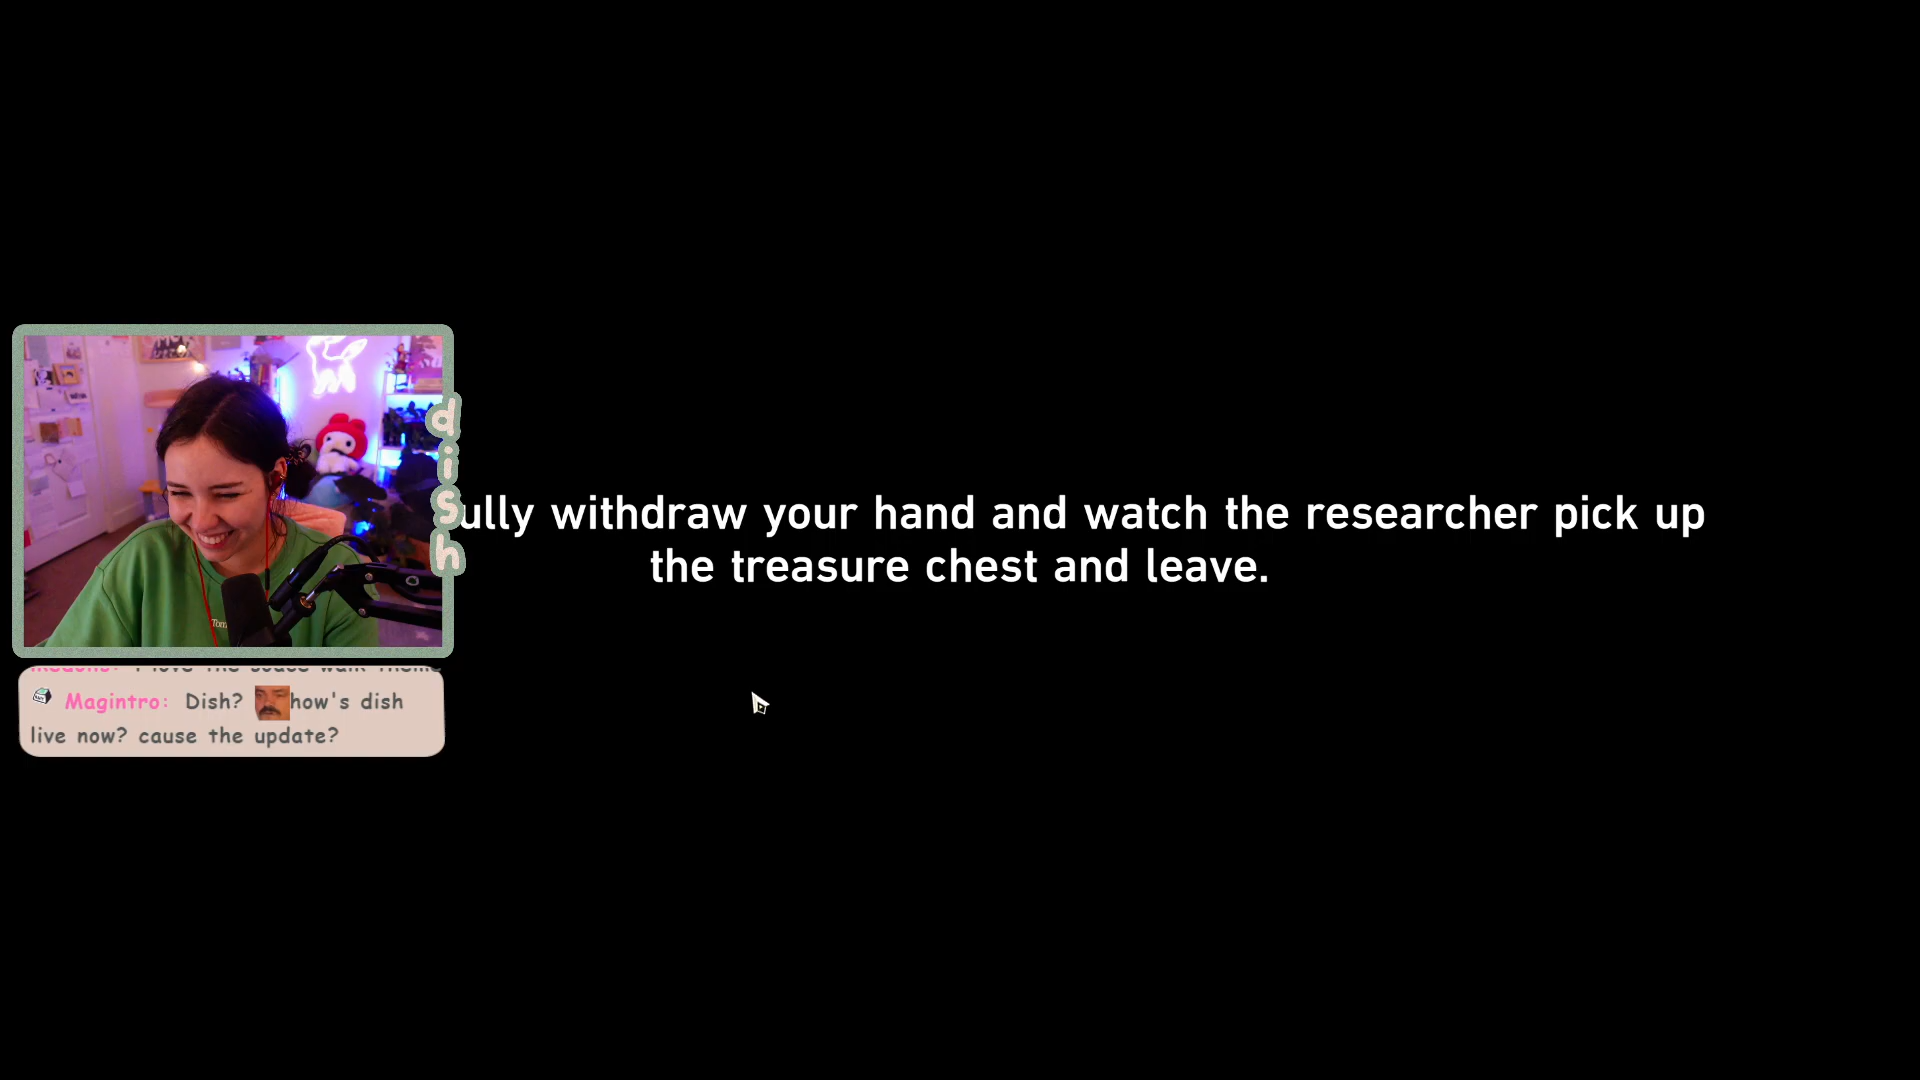 dish
ully withdraw your hand and watch the researcher pick up
the treasure chest and leave.
Magintro: Dish? how's dish
live now? cause the update?